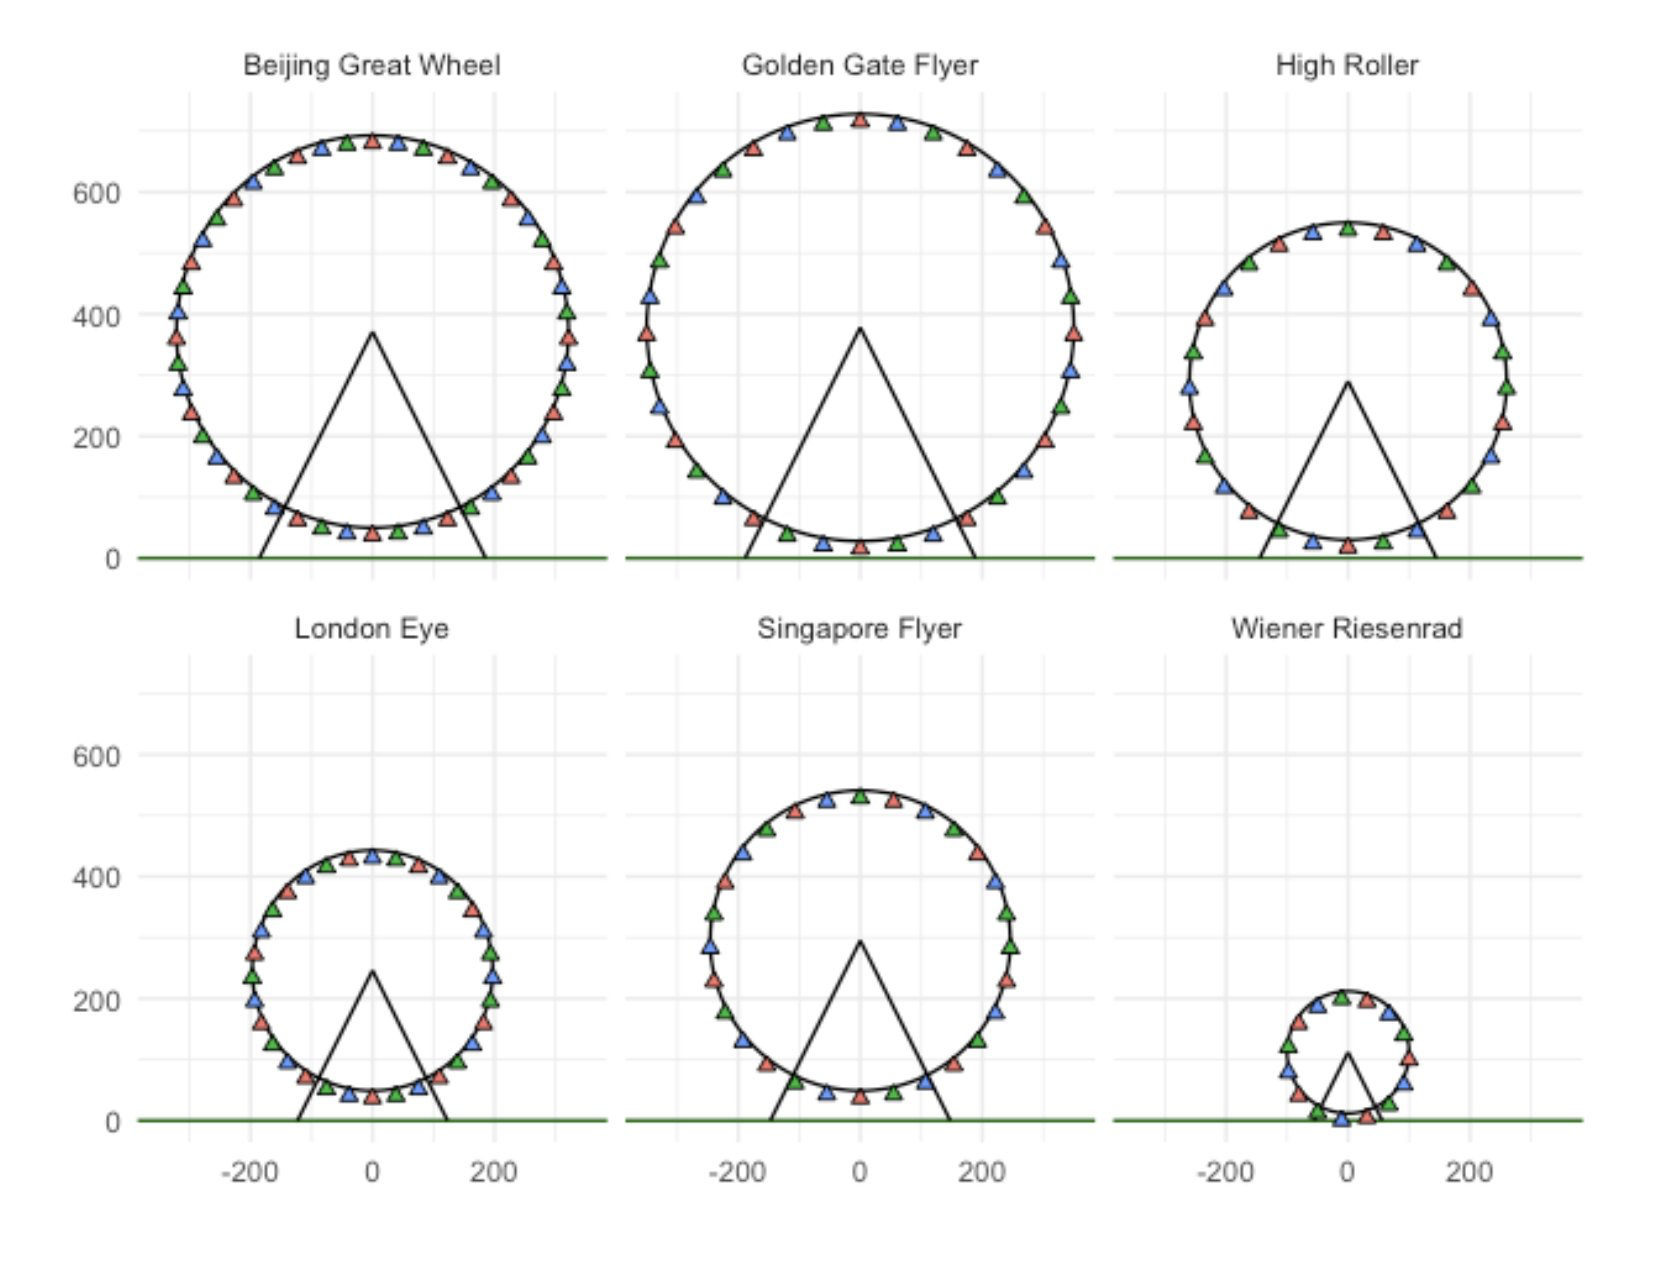 Beijing Great Wheel
Golden Gate Flyer
High Roller
600
400
200
0
London Eye
Singapore Flyer
Wiener Riesenrad
600
400
200
0
-200 0 200
-200 0 200
-200 0 200